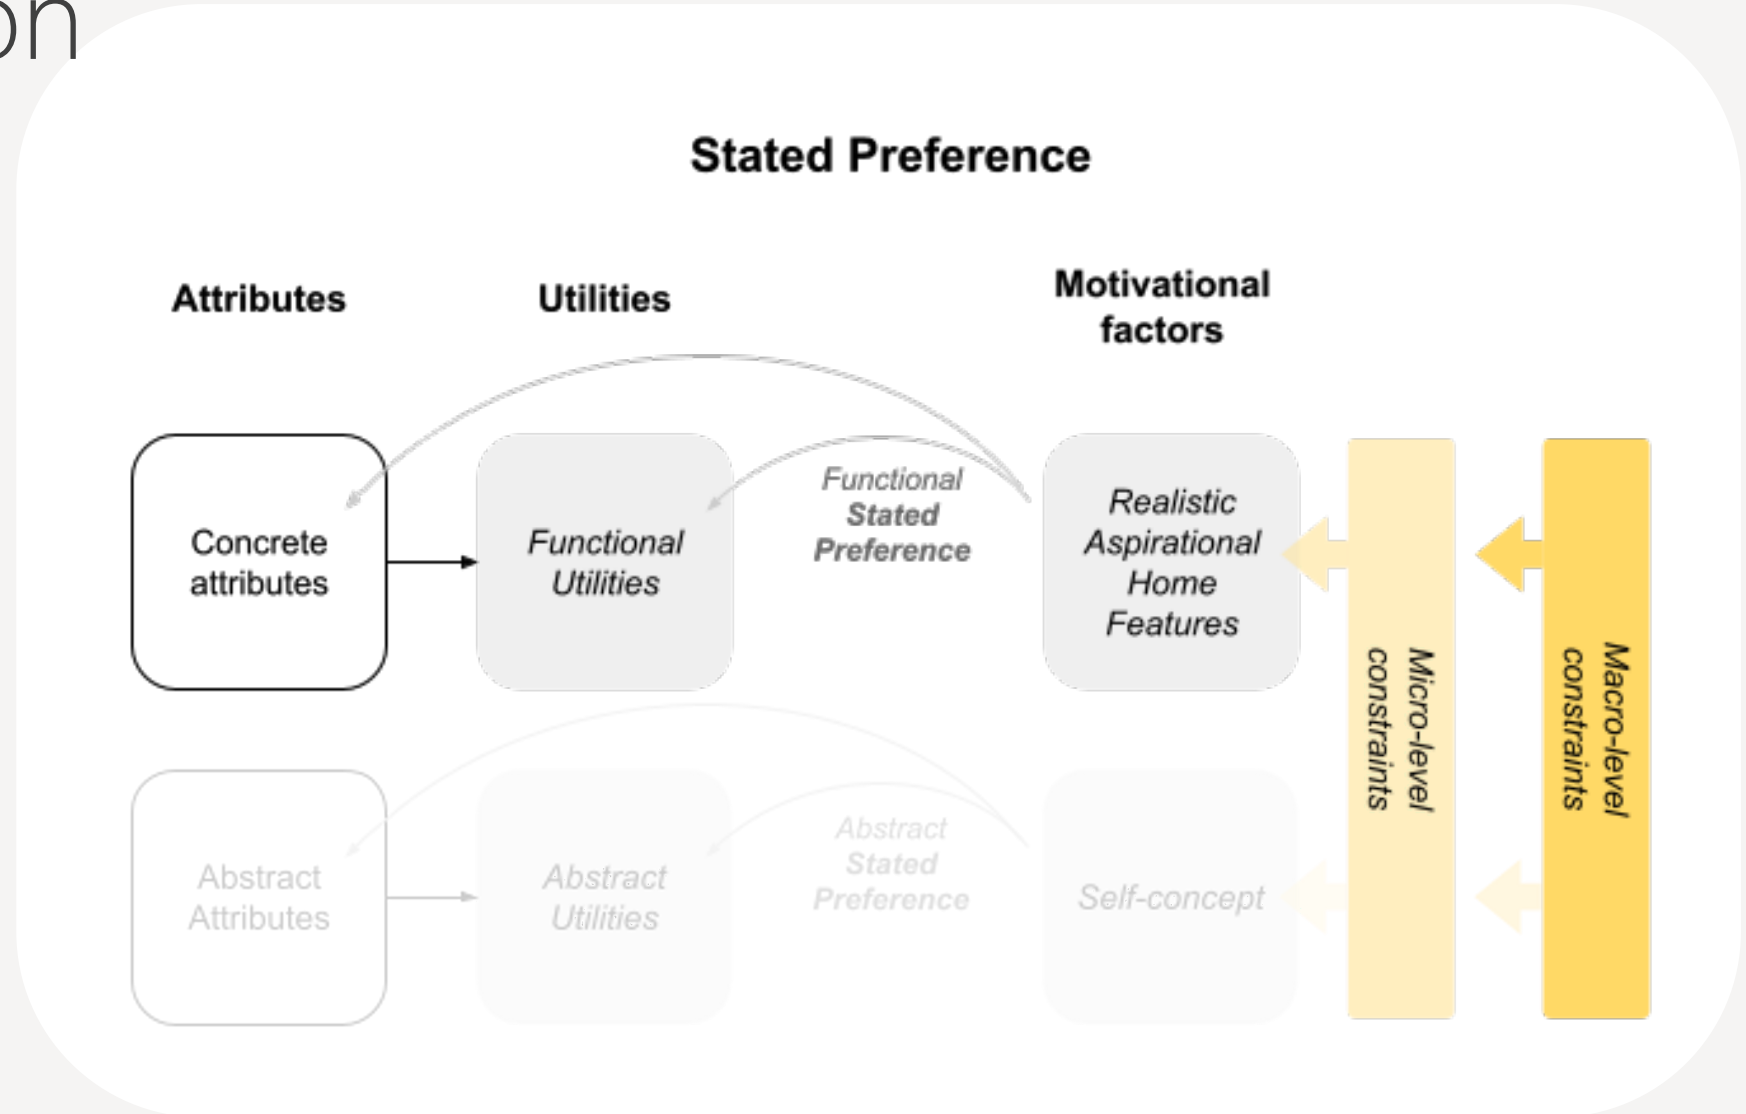 on
Stated Preference
Attributes
Utilities
Motivational
factors
Concrete
attributes
Functional
Utilities
Functional
Stated
Preference
Realistic
Aspirational
Home
Features
Micro-level
constraints
Macro-level
constraints
Abstract
Attributes
Abstract
Utilities
Abstract
Stated
Preference
Self-concept